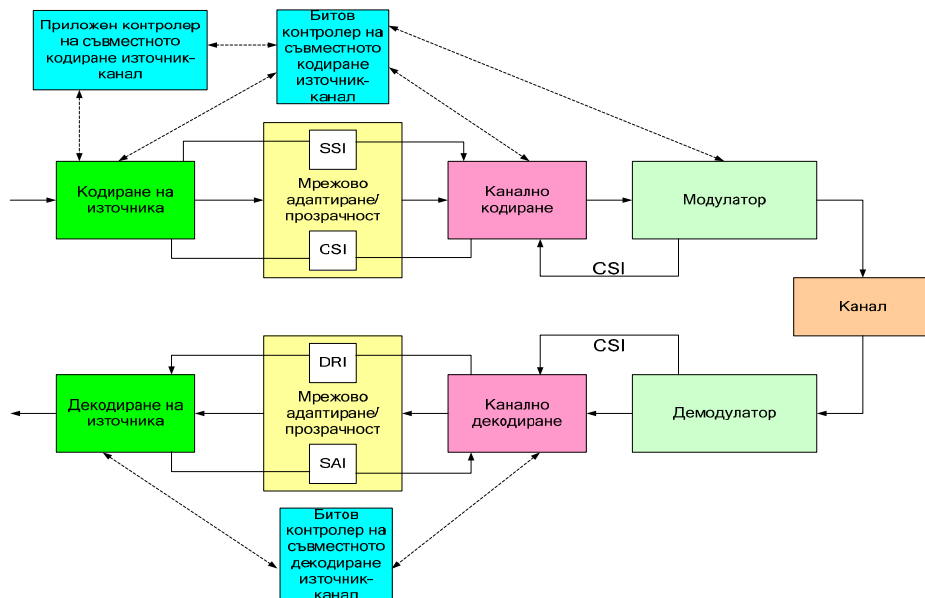 Приложен контролер
на съвместното
кодиране източник-
канал
Битов
контролер на
съвместното
кодиране
източник-
канал
SSI
Кодиране на
източника
Мрежово
адаптиране/
прозрачност
Канално
кодиране
Модулатор
CSI
CSI
Канал
CSI
DRI
Декодиране на
източника
Мрежово
адаптиране/
прозрачност
Канално
декодиране
Демодулатор
SAI
Битов
контролер на
съвместното
декодиране
източник-
канал